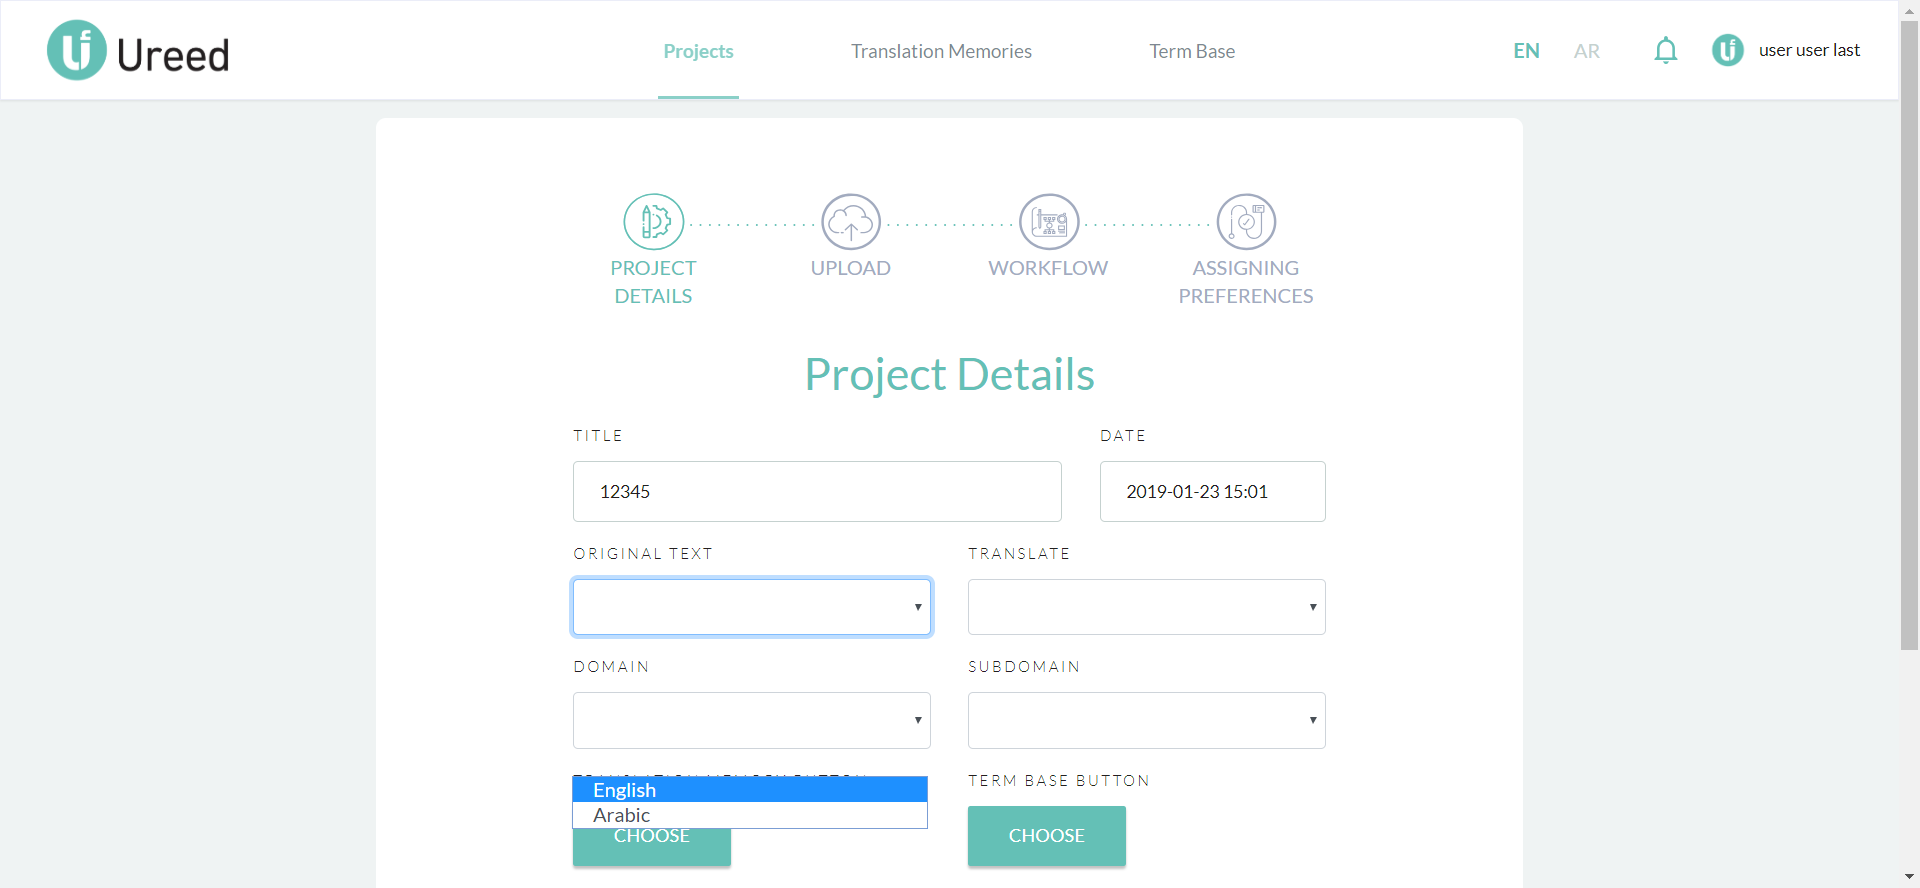 Ureed
Projects
Translation Memories
Term Base
EN
AR
user user last
PROJECT
DETAILS
UPLOAD
WORKFLOW
ASSIGNING
PREFERENCES
Project Details
TITLE
DATE
12345
2019-01-23 15:01
ORIGINAL TEXT
TRANSLATE
DOMAIN
SUBDOMAIN
TERM BASE BUTTON
English
Arabic
CHOOSE
CHOOSE